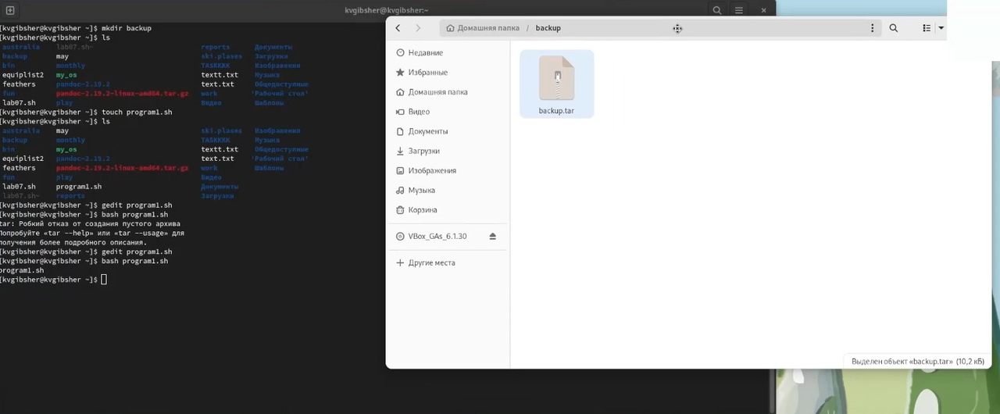 kvgibsher@kvgibsher:~
[kvgibsher@kvgibsher ~]$ mkdir backup
[kvgibsher@kvgibsher ~]$ ls
australia lab07.sh~ reports Документы
backup may ski.plases Загрузки
bin monthly TASKKKK Изображения
equiplist2 my_os textt.txt Музыка
feathers pandoc-2.19.2 text.txt Общедоступные
fun pandoc-2.19.2-linux-amd64.tar.gz work 'Рабочий стол'
lab07.sh play Видео Шаблоны
[kvgibsher@kvgibsher ~]$ touch program1.sh
[kvgibsher@kvgibsher ~]$ ls
australia may ski.plases Изображения
backup monthly TASKKKK Музыка
bin my_os textt.txt Общедоступные
equiplist2 pandoc-2.19.2 text.txt 'Рабочий стол'
feathers pandoc-2.19.2-linux-amd64.tar.gz work Шаблоны
fun play Видео
lab07.sh program1.sh Документы
lab07.sh~ reports Загрузки
[kvgibsher@kvgibsher ~]$ gedit program1.sh
[kvgibsher@kvgibsher ~]$ bash program1.sh
tar: Робкий отказ от создания пустого архива
Попробуйте «tar --help» или «tar --usage» для
получения более подробного описания.
[kvgibsher@kvgibsher ~]$ gedit program1.sh
[kvgibsher@kvgibsher ~]$ bash program1.sh
program1.sh
[kvgibsher@kvgibsher ~]$
Домашняя папка / backup
Недавние
Избранные
Домашняя папка
Видео
Документы
Загрузки
Изображения
Музыка
Корзина
VBox_GAs_6.1.30
Другие места
backup.tar
Выделен объект «backup.tar» (10,2 кБ)